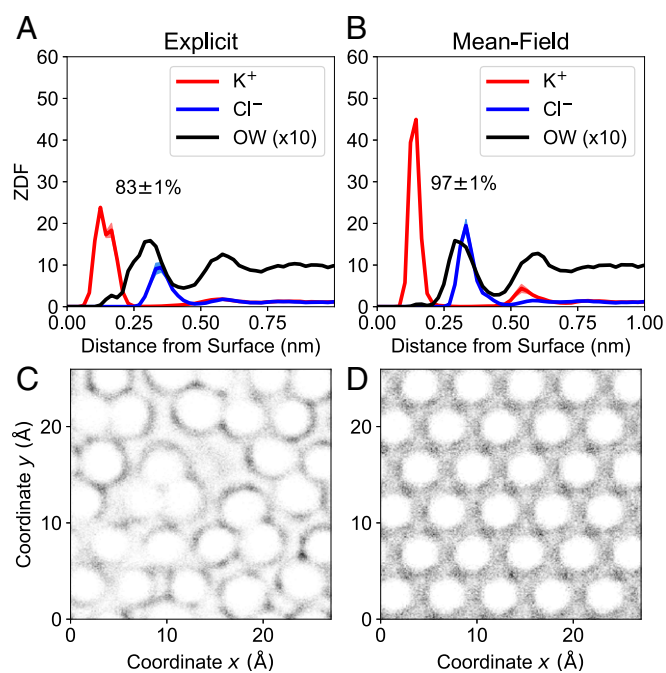 A
Explicit
60
50
40
30
20
10
0
ZDF
K⁺
Cl⁻
OW (x10)
83±1%
0.00 0.25 0.50 0.75
Distance from Surface (nm)
B
Mean-Field
60
50
40
30
20
10
0
K⁺
Cl⁻
OW (x10)
97±1%
0.00 0.25 0.50 0.75 1.00
Distance from Surface (nm)
C
20
10
0
Coordinate y (Å)
0 10 20
Coordinate x (Å)
D
20
10
0
0 10 20
Coordinate x (Å)